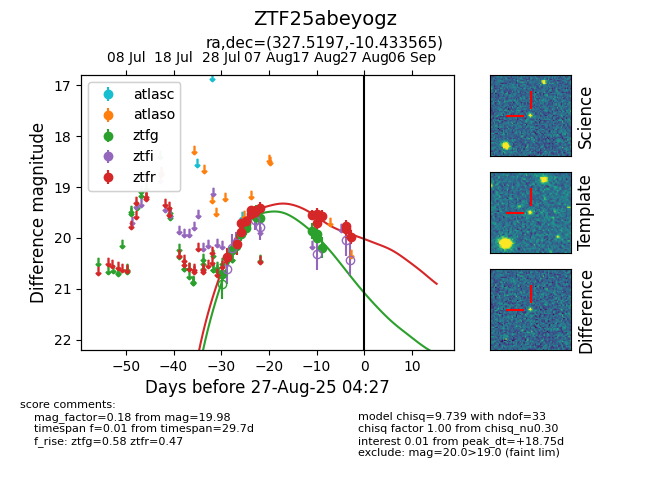 ZTF25abeyogz
ra,dec=(327.5197,-10.433565)
08 Jul 18 Jul 28 Jul 07 Aug 17 Aug 27 Aug 06 Sep
17
18
19
20
21
22
Difference magnitude
atlasc
atlaso
ztfg
ztfi
ztfr
Science
Template
Difference
−50 −40 −30 −20 −10 0 10
Days before 27-Aug-25 04:27
score comments:
mag_factor=0.18 from mag=19.98
timespan f=0.01 from timespan=29.7d
f_rise: ztfg=0.58 ztfr=0.47
model chisq=9.739 with ndof=33
chisq factor 1.00 from chisq_nu0.30
interest 0.01 from peak_dt=+18.75d
exclude: mag=20.0>19.0 (faint lim)